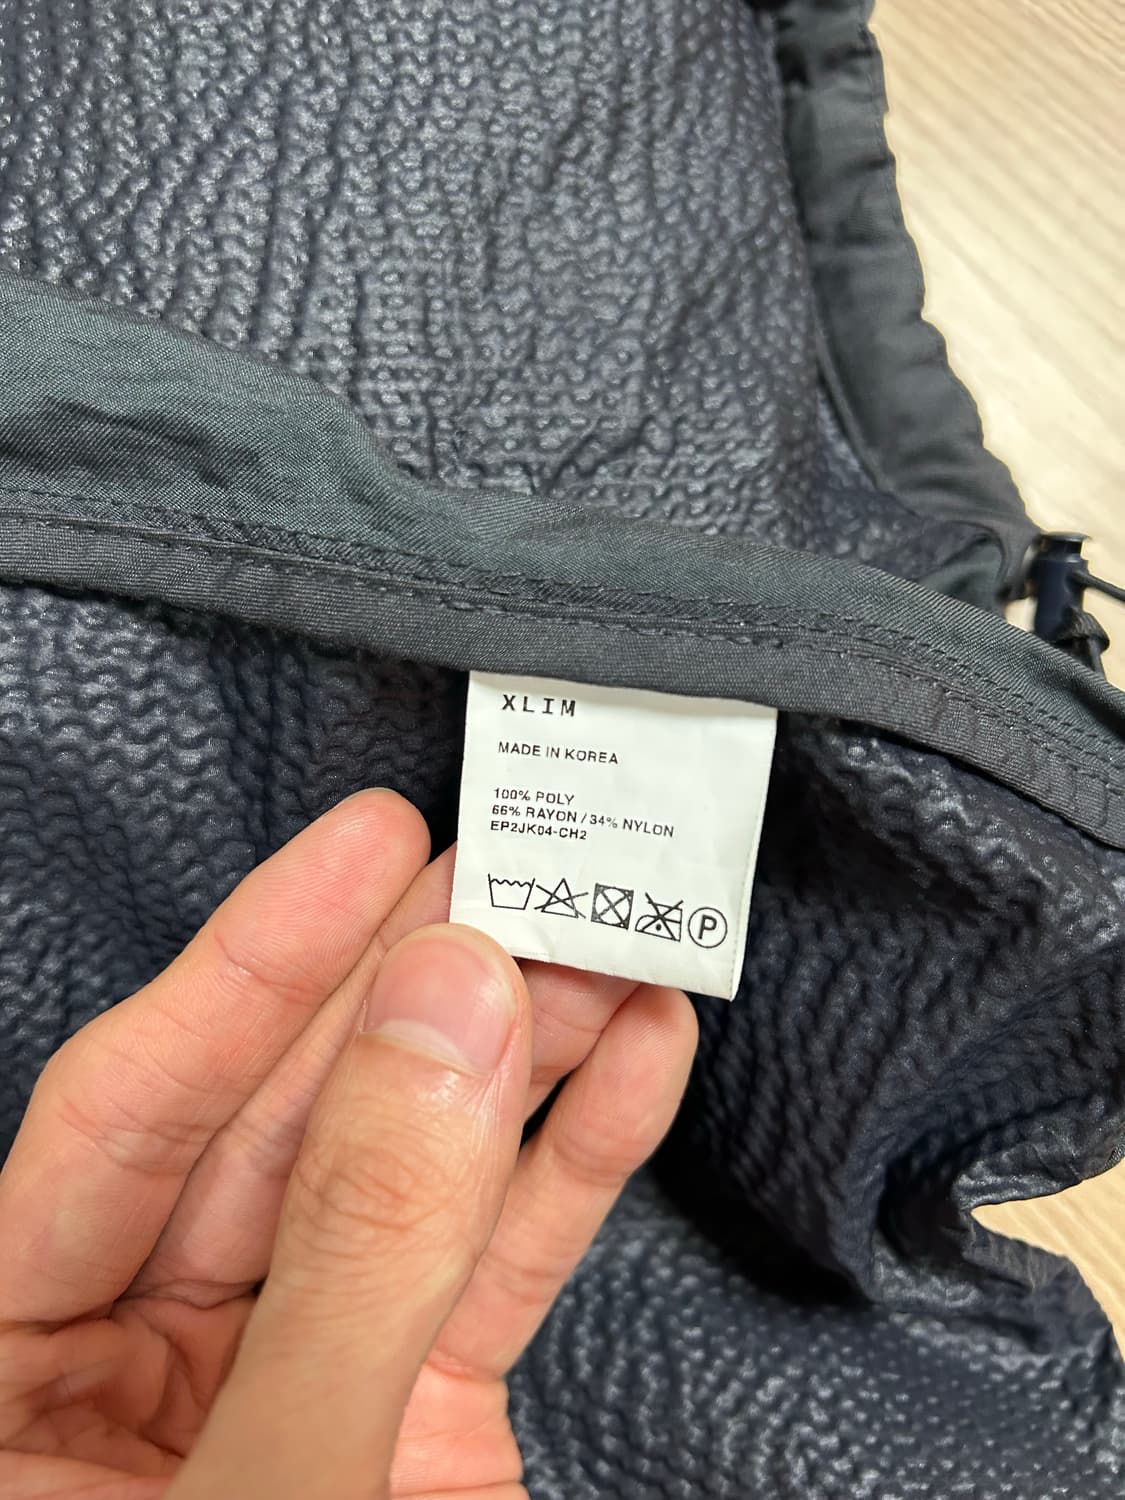 XLIM
MADE IN KOREA
100% POLY
66% RAYON / 34% NYLON
EP2JK04-CH2
P